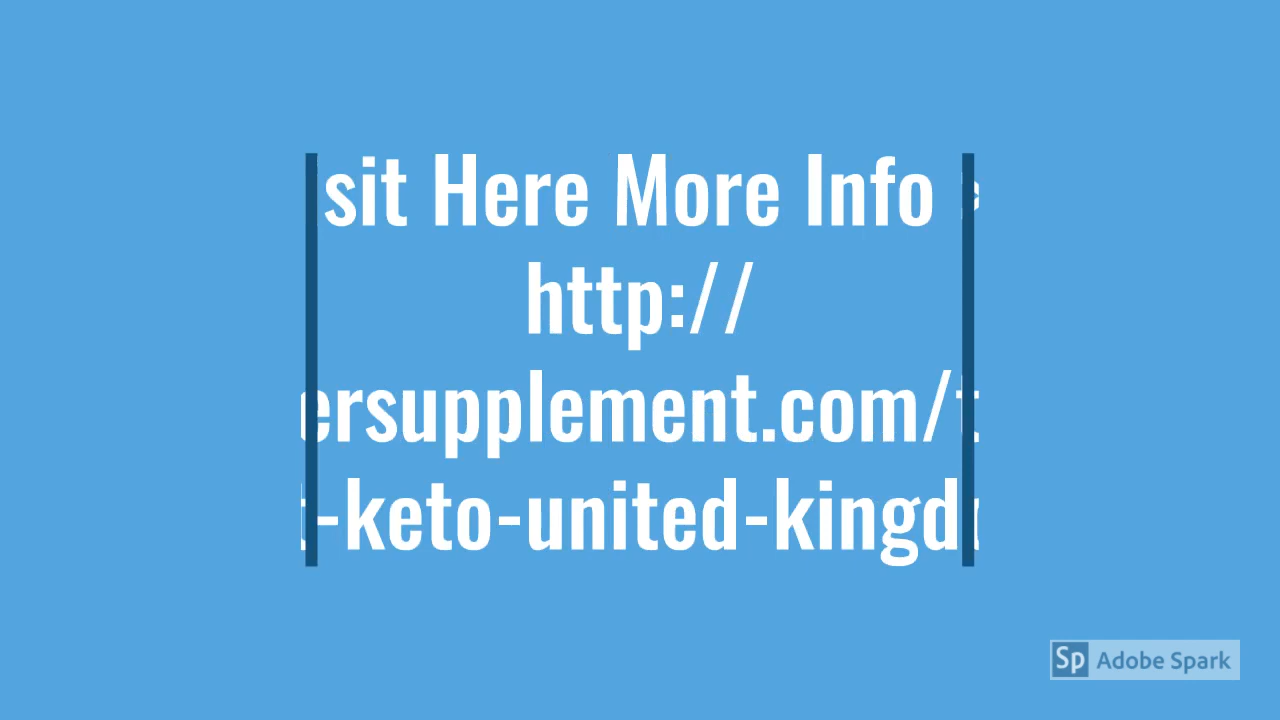 sit Here More Info
http://
ersupplement.com/t
t-keto-united-kingd
Sp Adobe Spark